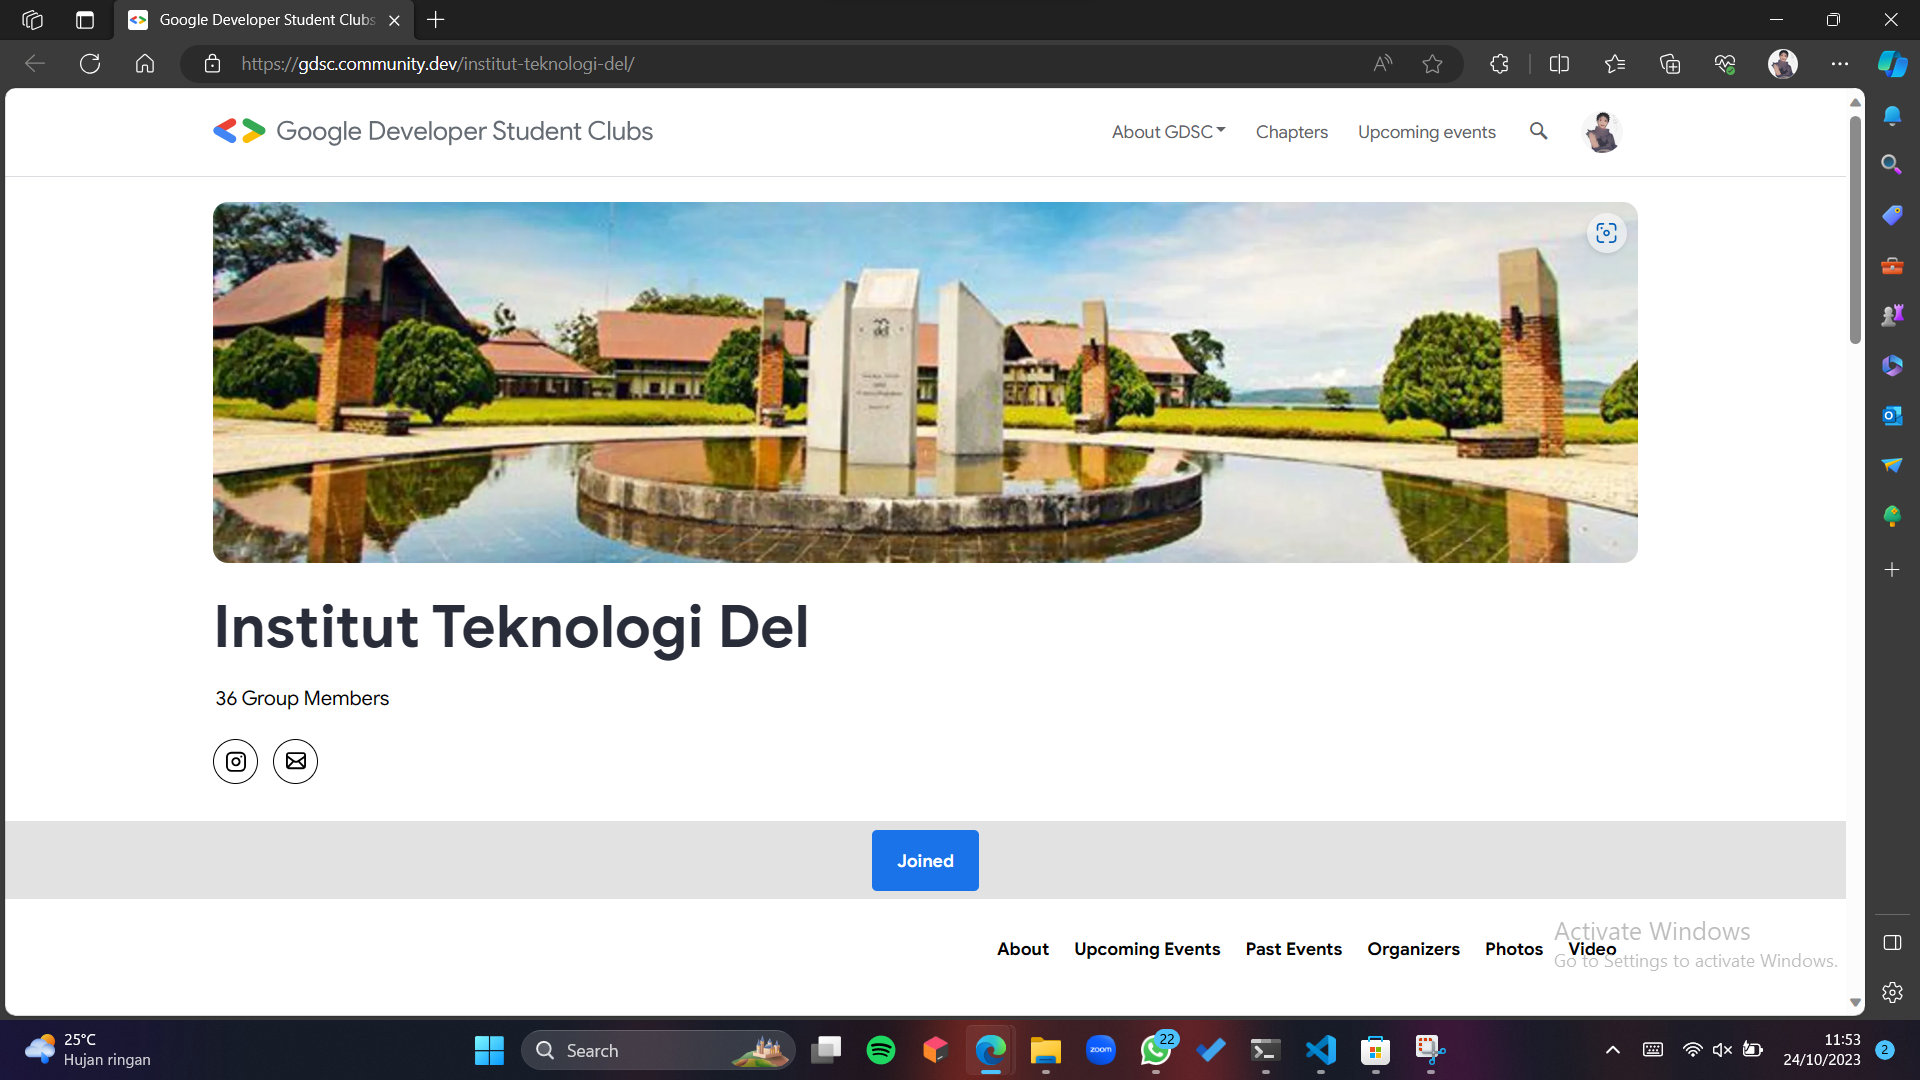 Google Developer Student Clubs
https://gdsc.community.dev/institut-teknologi-del/
Google Developer Student Clubs
About GDSC
Chapters
Upcoming events
del
Institut Teknologi Del
36 Group Members
Joined
About
Upcoming Events
Past Events
Organizers
Photos
Video
Activate Windows
Go to Settings to activate Windows.
25°C
Hujan ringan
Search
zoom
22
11:53
24/10/2023
2